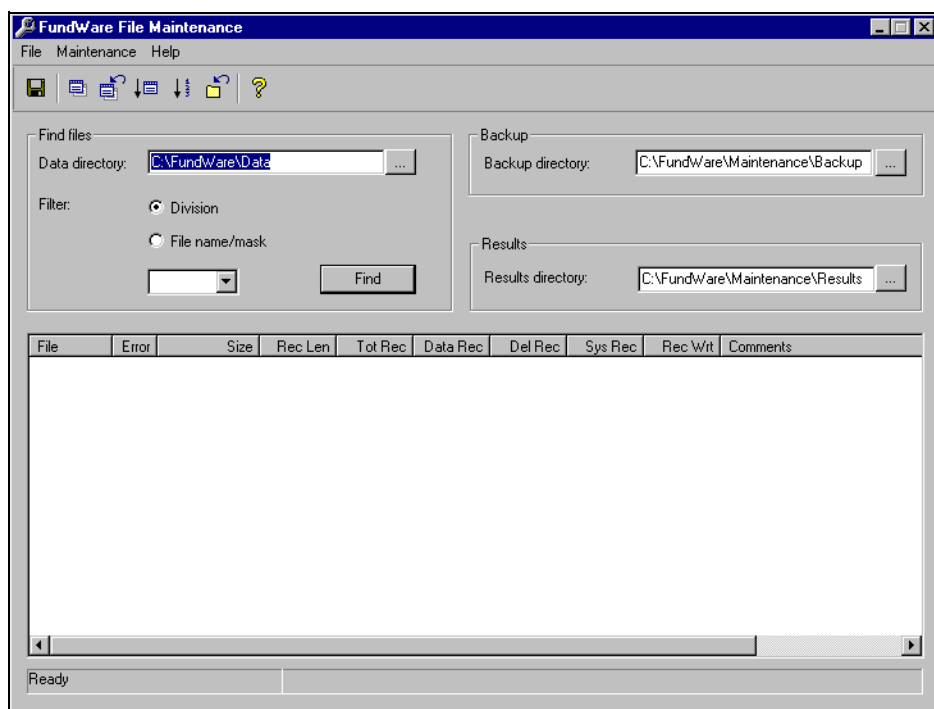 FundWare File Maintenance
File Maintenance Help
Find files
Data directory: C:\FundWare\Data ...
Filter: Division
File name/mask
Find
Backup
Backup directory: C:\FundWare\Maintenance\Backup ...
Results
Results directory: C:\FundWare\Maintenance\Results ...
File Error Size Rec Len Tot Rec Data Rec Del Rec Sys Rec Rec Wrt Comments
Ready